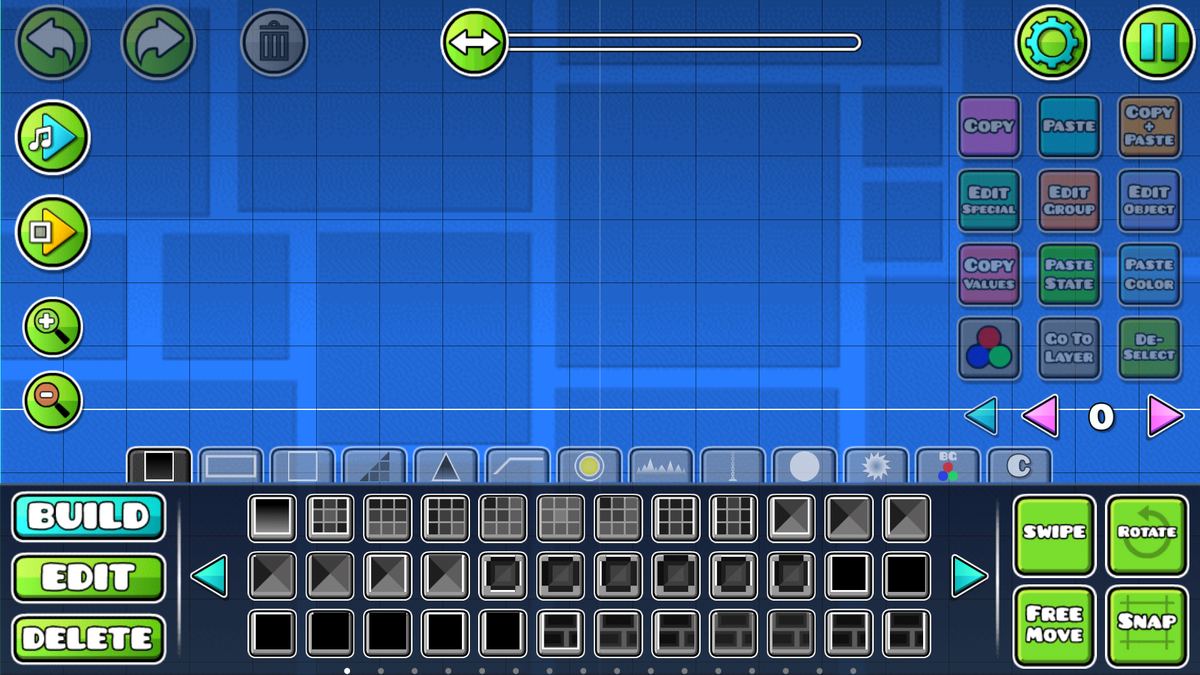 COPY
PASTE
COPY
+
PASTE
EDIT
SPECIAL
EDIT
GROUP
EDIT
OBJECT
COPY
VALUES
PASTE
STATE
PASTE
COLOR
GO TO
LAYER
DE-
SELECT
0
BG
C
BUILD
EDIT
DELETE
SWIPE
ROTATE
FREE
MOVE
SNAP